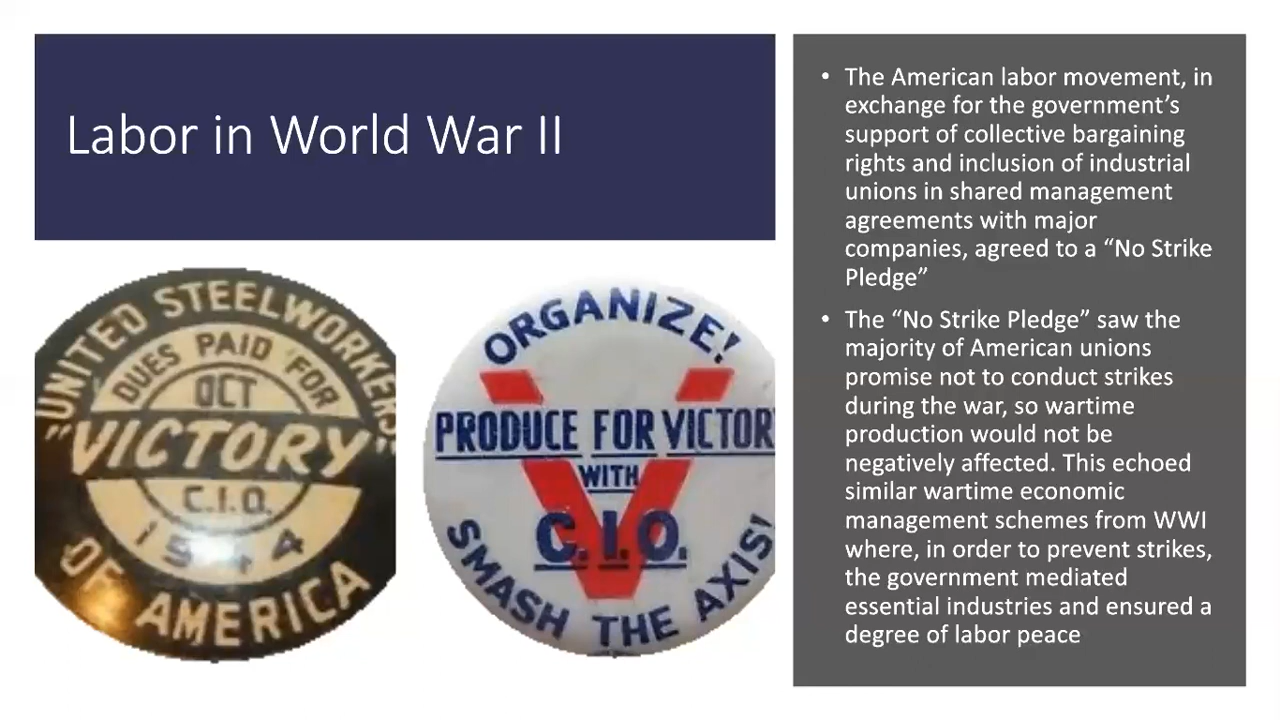 Labor in World War II
UNITED STEELWORKERS
DUES PAID FOR
OCT
"VICTORY"
C.I.O.
1944
OF AMERICA
ORGANIZE!
PRODUCE FOR VICTOR
WITH
C.I.O.
SMASH THE AXIS!
• The American labor movement, in
exchange for the government’s
support of collective bargaining
rights and inclusion of industrial
unions in shared management
agreements with major
companies, agreed to a “No Strike
Pledge”
• The “No Strike Pledge” saw the
majority of American unions
promise not to conduct strikes
during the war, so wartime
production would not be
negatively affected. This echoed
similar wartime economic
management schemes from WWI
where, in order to prevent strikes,
the government mediated
essential industries and ensured a
degree of labor peace